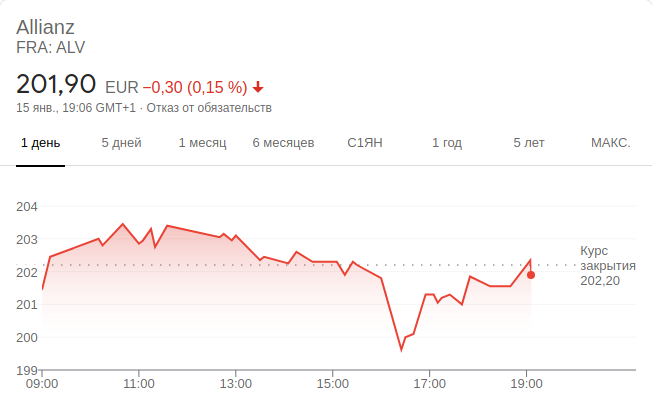 Allianz
FRA: ALV
201,90 EUR −0,30 (0,15 %)
15 янв., 19:06 GMT+1 · Отказ от обязательств
1 день 5 дней 1 месяц 6 месяцев С1ЯН 1 год 5 лет МАКС.
204
203
202
201
200
199
Курс
закрытия
202,20
09:00 11:00 13:00 15:00 17:00 19:00